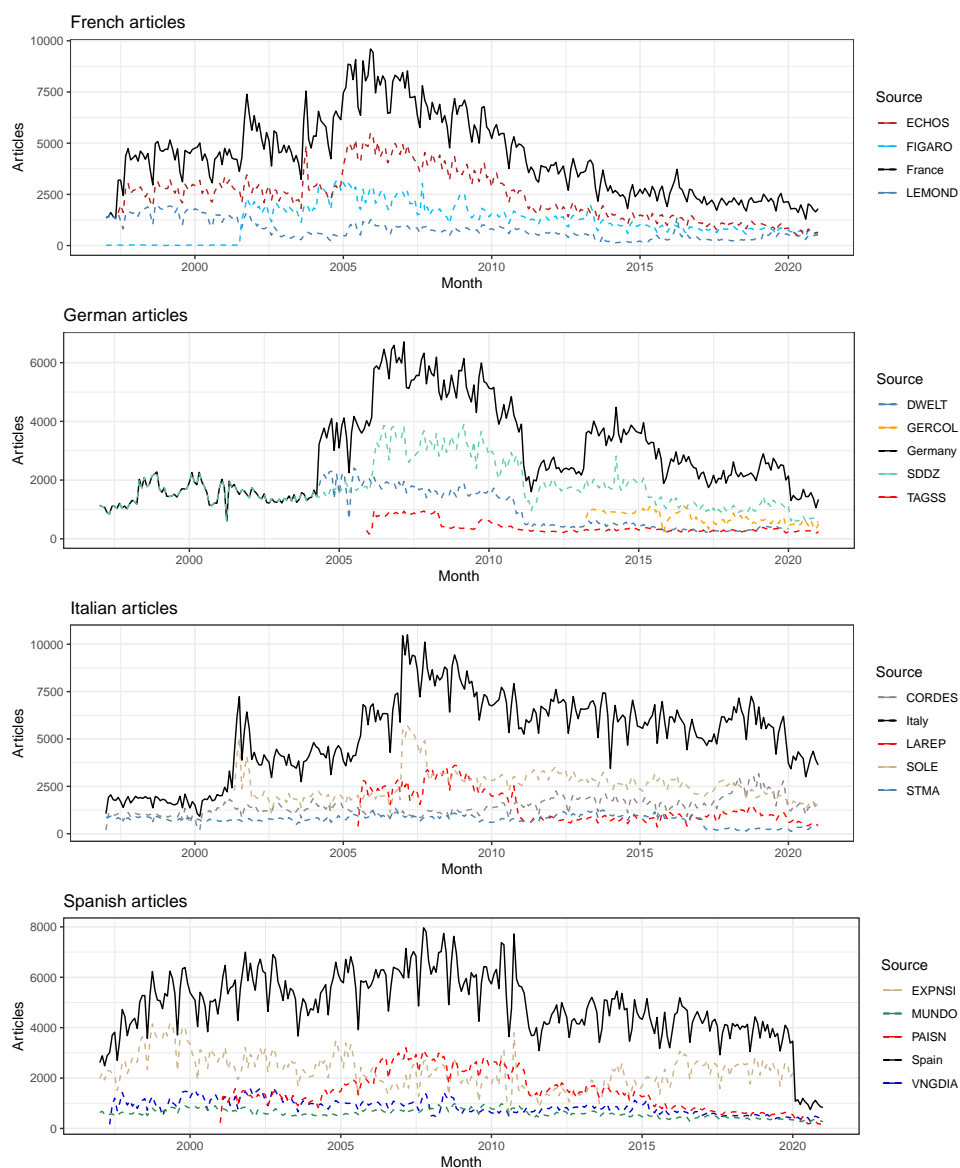 French articles
10000
7500
5000
2500
0
Articles
2000 2005 2010 2015 2020
Month
Source
ECHOS
FIGARO
France
LEMOND
German articles
6000
4000
2000
0
Articles
2000 2005 2010 2015 2020
Month
Source
DWELT
GERCOL
Germany
SDDZ
TAGSS
Italian articles
10000
7500
5000
2500
0
Articles
2000 2005 2010 2015 2020
Month
Source
CORDES
Italy
LAREP
SOLE
STMA
Spanish articles
8000
6000
4000
2000
0
Articles
2000 2005 2010 2015 2020
Month
Source
EXPNSI
MUNDO
PAISN
Spain
VNGDIA